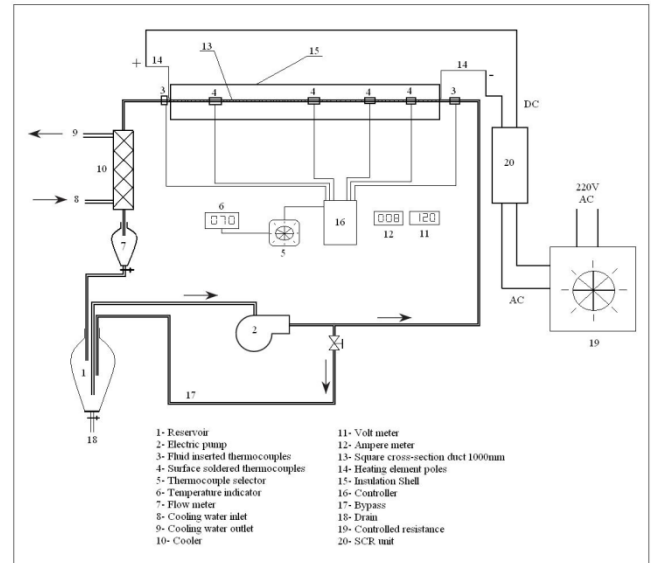 13
15
14
14
+
-
3
4
4
4
4
3
DC
9
10
8
20
220V
AC
6
070
16
008
120
5
12
11
7
2
AC
19
1
17
18
1- Reservoir
2- Electric pump
3- Fluid inserted thermocouples
4- Surface soldered thermocouples
5- Thermocouple selector
6- Temperature indicator
7- Flow meter
8- Cooling water inlet
9- Cooling water outlet
10- Cooler
11- Volt meter
12- Ampere meter
13- Square cross-section duct 1000mm
14- Heating element poles
15- Insulation Shell
16- Controller
17- Bypass
18- Drain
19- Controlled resistance
20- SCR unit